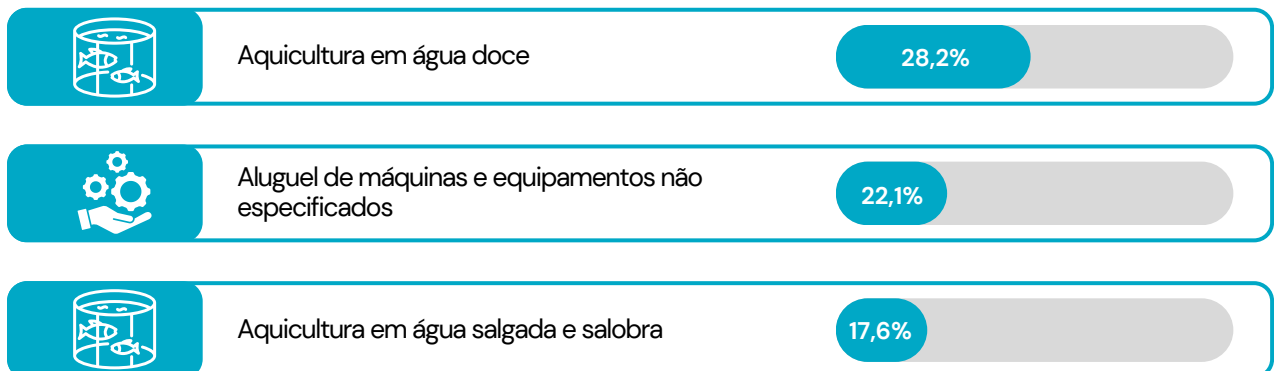 Aquicultura em água doce
28,2%
Aluguel de máquinas e equipamentos não
especificados
22,1%
Aquicultura em água salgada e salobra
17,6%